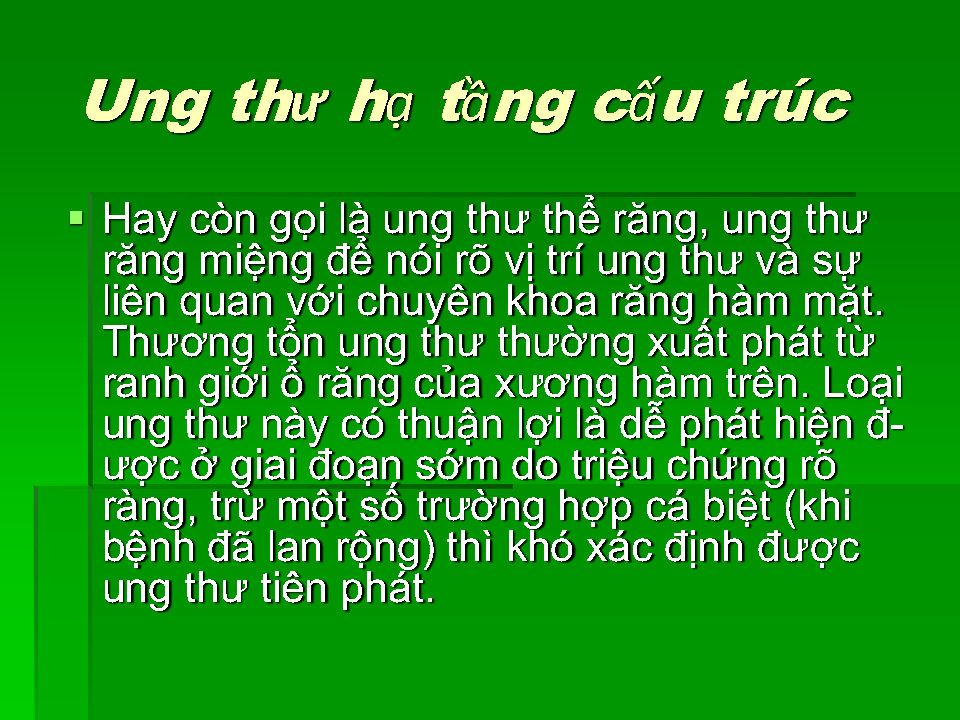 Ung thư hạ tầng cấu trúc
Hay còn gọi là ung thư thể răng, ung thư
răng miệng để nói rõ vị trí ung thư và sự
liên quan với chuyên khoa răng hàm mặt.
Thương tổn ung thư thường xuất phát từ
ranh giới ổ răng của xương hàm trên. Loại
ung thư này có thuận lợi là dễ phát hiện đ-
ược ở giai đoạn sớm do triệu chứng rõ
ràng, trừ một số trường hợp cá biệt (khi
bệnh đã lan rộng) thì khó xác định được
ung thư tiên phát.